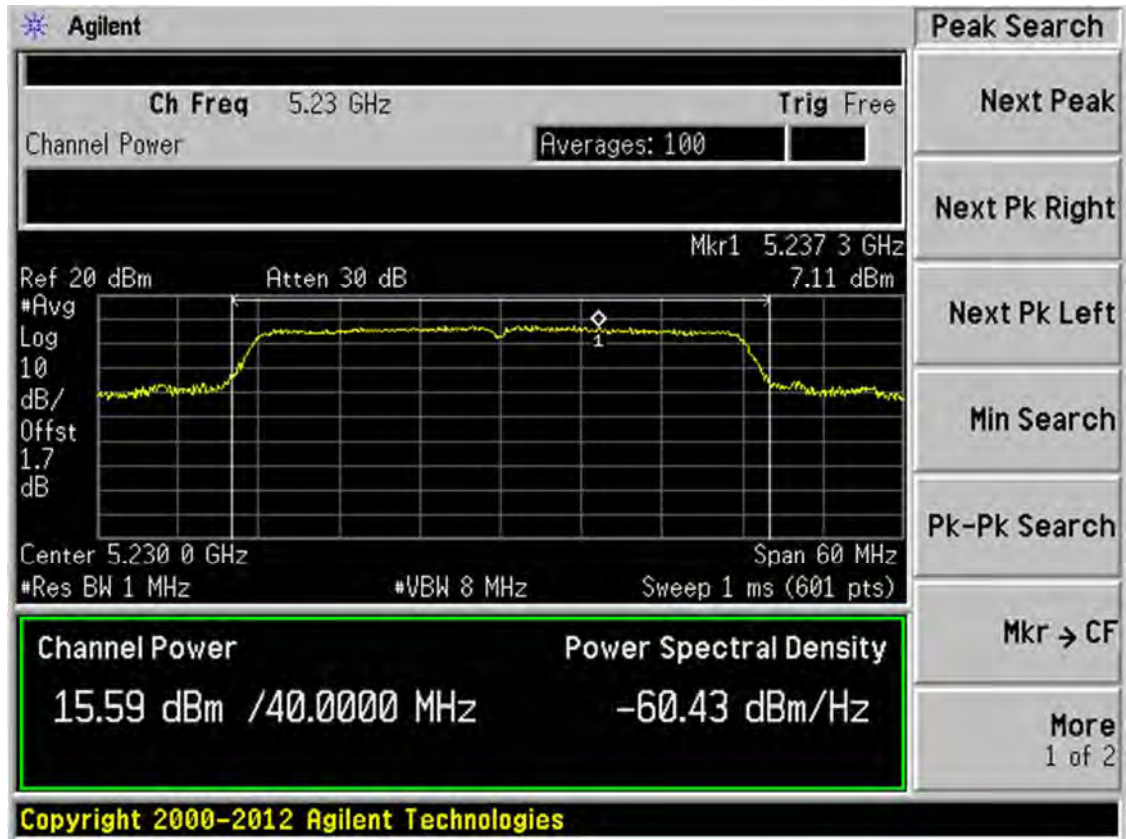 Agilent
Peak Search
Ch Freq 5.23 GHz
Trig Free
Channel Power
Averages: 100
Mkr1 5.237 3 GHz
Ref 20 dBm
Atten 30 dB
7.11 dBm
#Avg
Log
10
dB/
Offst
1.7
dB
1
Center 5.230 0 GHz
Span 60 MHz
#Res BW 1 MHz
#VBW 8 MHz
Sweep 1 ms (601 pts)
Channel Power
Power Spectral Density
15.59 dBm /40.0000 MHz
-60.43 dBm/Hz
Next Peak
Next Pk Right
Next Pk Left
Min Search
Pk-Pk Search
Mkr → CF
More
1 of 2
Copyright 2000-2012 Agilent Technologies